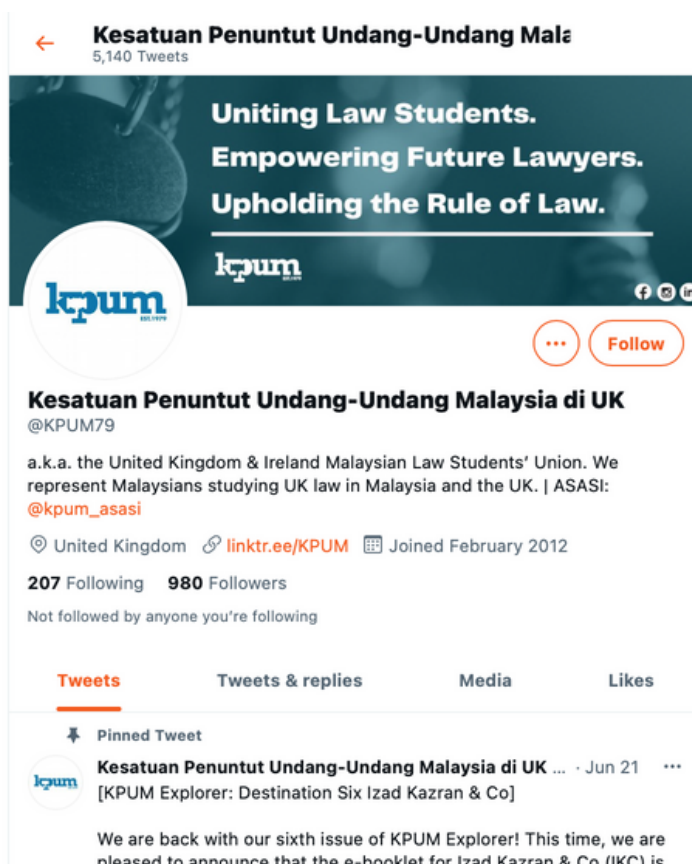 Kesatuan Penuntut Undang-Undang Mala
5,140 Tweets
Uniting Law Students.
Empowering Future Lawyers.
Upholding the Rule of Law.
kpum
kpum
EST.1979
Follow
Kesatuan Penuntut Undang-Undang Malaysia di UK
@KPUM79
a.k.a. the United Kingdom & Ireland Malaysian Law Students' Union. We
represent Malaysians studying UK law in Malaysia and the UK. | ASASI:
@kpum_asasi
United Kingdom linktr.ee/KPUM Joined February 2012
207 Following 980 Followers
Not followed by anyone you're following
Tweets Tweets & replies Media Likes
Pinned Tweet
Kesatuan Penuntut Undang-Undang Malaysia di UK ... · Jun 21
kpum
[KPUM Explorer: Destination Six Izad Kazran & Co]
We are back with our sixth issue of KPUM Explorer! This time, we are
pleased to announce that the e-booklet for Izad Kazran & Co (IKC) is